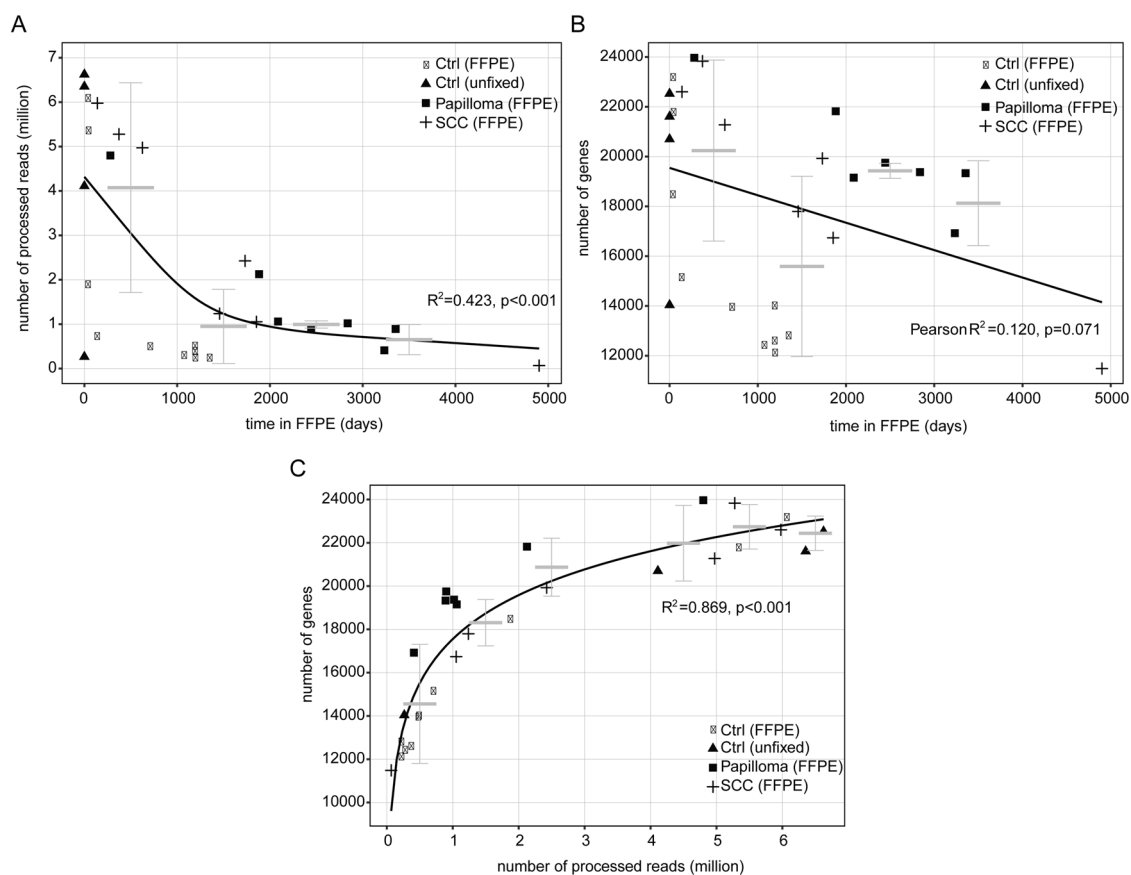 A
number of processed reads (million)
7
6
5
4
3
2
1
0
Ctrl (FFPE)
Ctrl (unfixed)
Papilloma (FFPE)
SCC (FFPE)
R²=0.423, p<0.001
0 1000 2000 3000 4000 5000
time in FFPE (days)
B
number of genes
24000
22000
20000
18000
16000
14000
12000
Ctrl (FFPE)
Ctrl (unfixed)
Papilloma (FFPE)
SCC (FFPE)
Pearson R²=0.120, p=0.071
0 1000 2000 3000 4000 5000
time in FFPE (days)
C
number of genes
24000
22000
20000
18000
16000
14000
12000
10000
R²=0.869, p<0.001
Ctrl (FFPE)
Ctrl (unfixed)
Papilloma (FFPE)
SCC (FFPE)
0 1 2 3 4 5 6
number of processed reads (million)